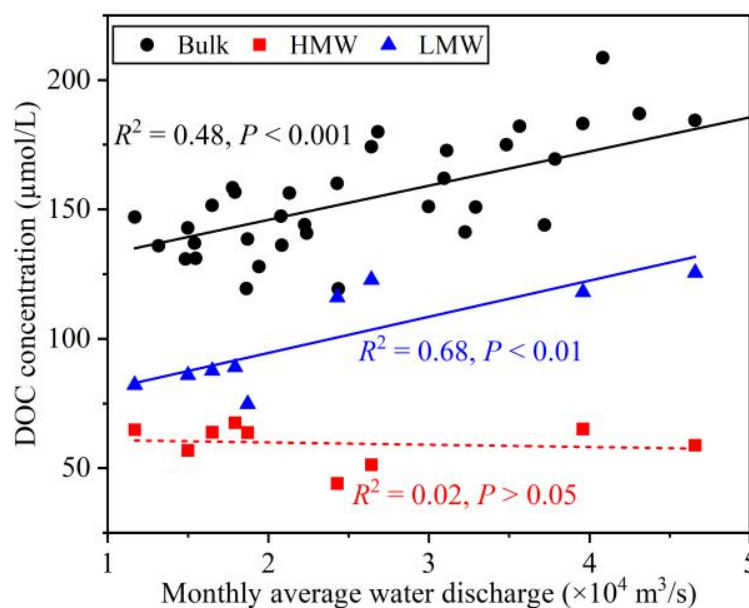 Bulk HMW LMW
200
R² = 0.48, P < 0.001
150
DOC concentration (μmol/L)
100
R² = 0.68, P < 0.01
50
R² = 0.02, P > 0.05
1 2 3 4 5
Monthly average water discharge (×10⁴ m³/s)